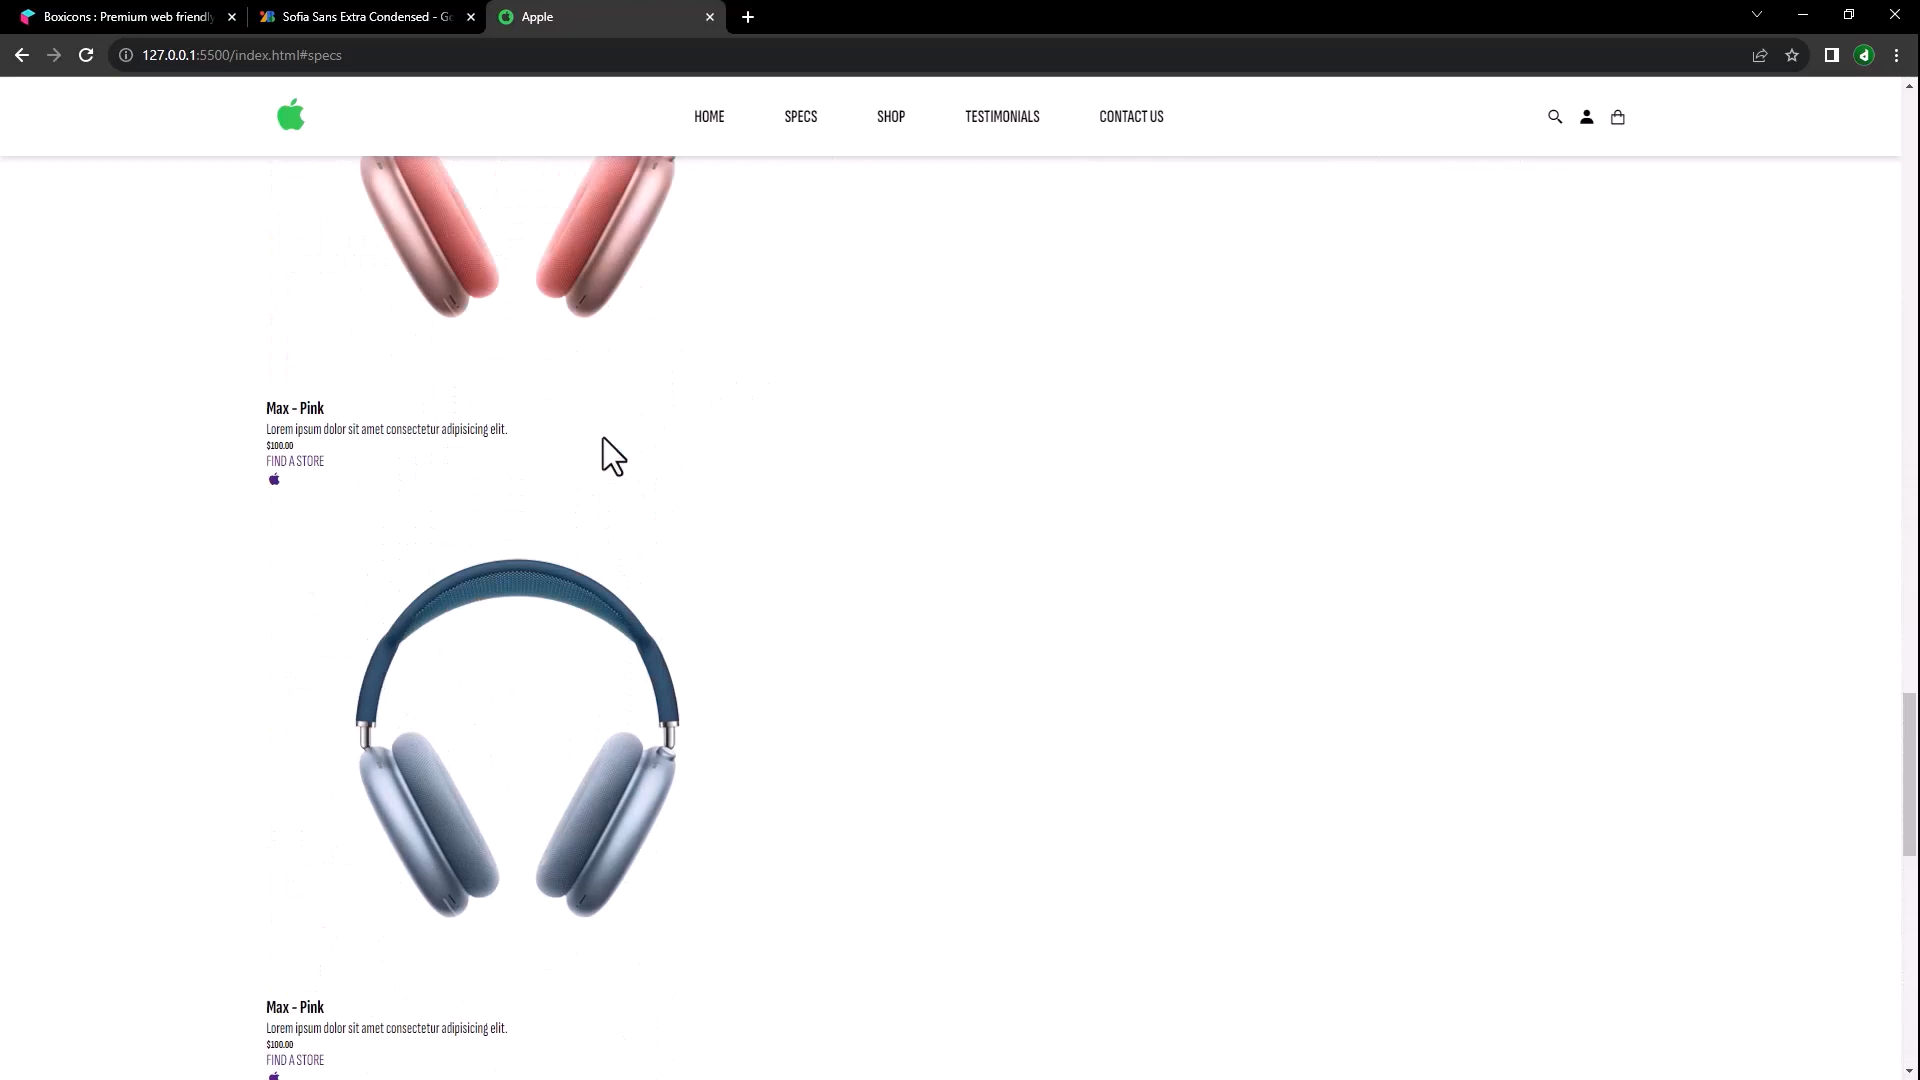 Boxicons : Premium web friendly
Sofia Sans Extra Condensed - Go
Apple
127.0.0.1:5500/index.html#specs
HOME
SPECS
SHOP
TESTIMONIALS
CONTACT US
Max - Pink
Lorem ipsum dolor sit amet consectetur adipisicing elit.
$100.00
FIND A STORE
Max - Pink
Lorem ipsum dolor sit amet consectetur adipisicing elit.
$100.00
FIND A STORE